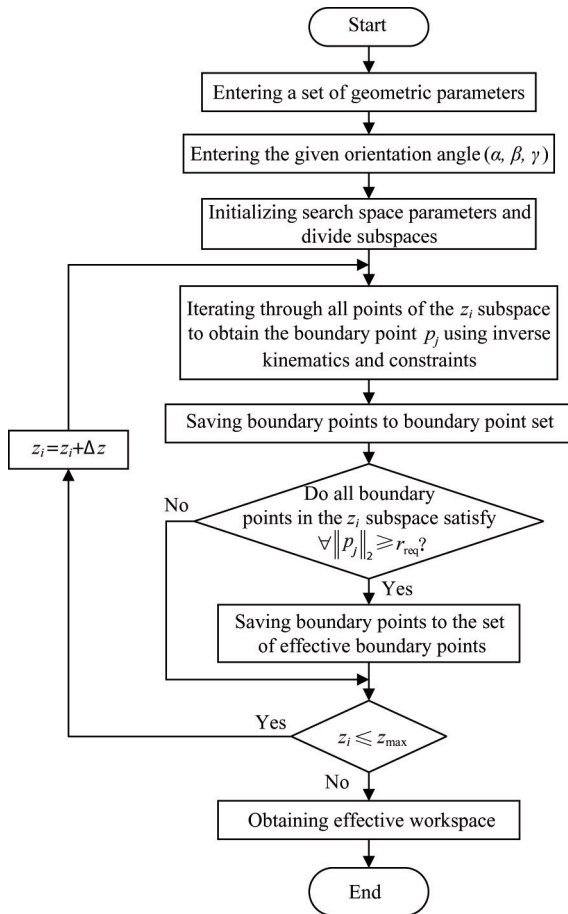 Start
Entering a set of geometric parameters
Entering the given orientation angle (α, β, γ)
Initializing search space parameters and
divide subspaces
Iterating through all points of the zᵢ subspace
to obtain the boundary point pⱼ using inverse
kinematics and constraints
Saving boundary points to boundary point set
zᵢ=zᵢ+Δz
Do all boundary
points in the zᵢ subspace satisfy
∀‖pⱼ‖₂ ⩾ r_req?
No
Yes
Saving boundary points to the set
of effective boundary points
Yes
zᵢ ⩽ z_max
No
Obtaining effective workspace
End